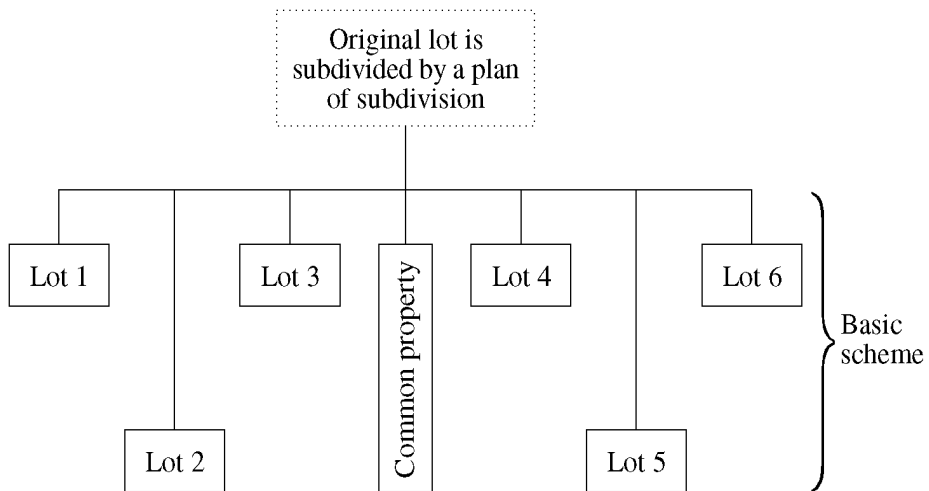 Original lot is
subdivided by a plan
of subdivision
Lot 1
Lot 3
Common property
Lot 4
Lot 6
Basic
scheme
Lot 2
Lot 5